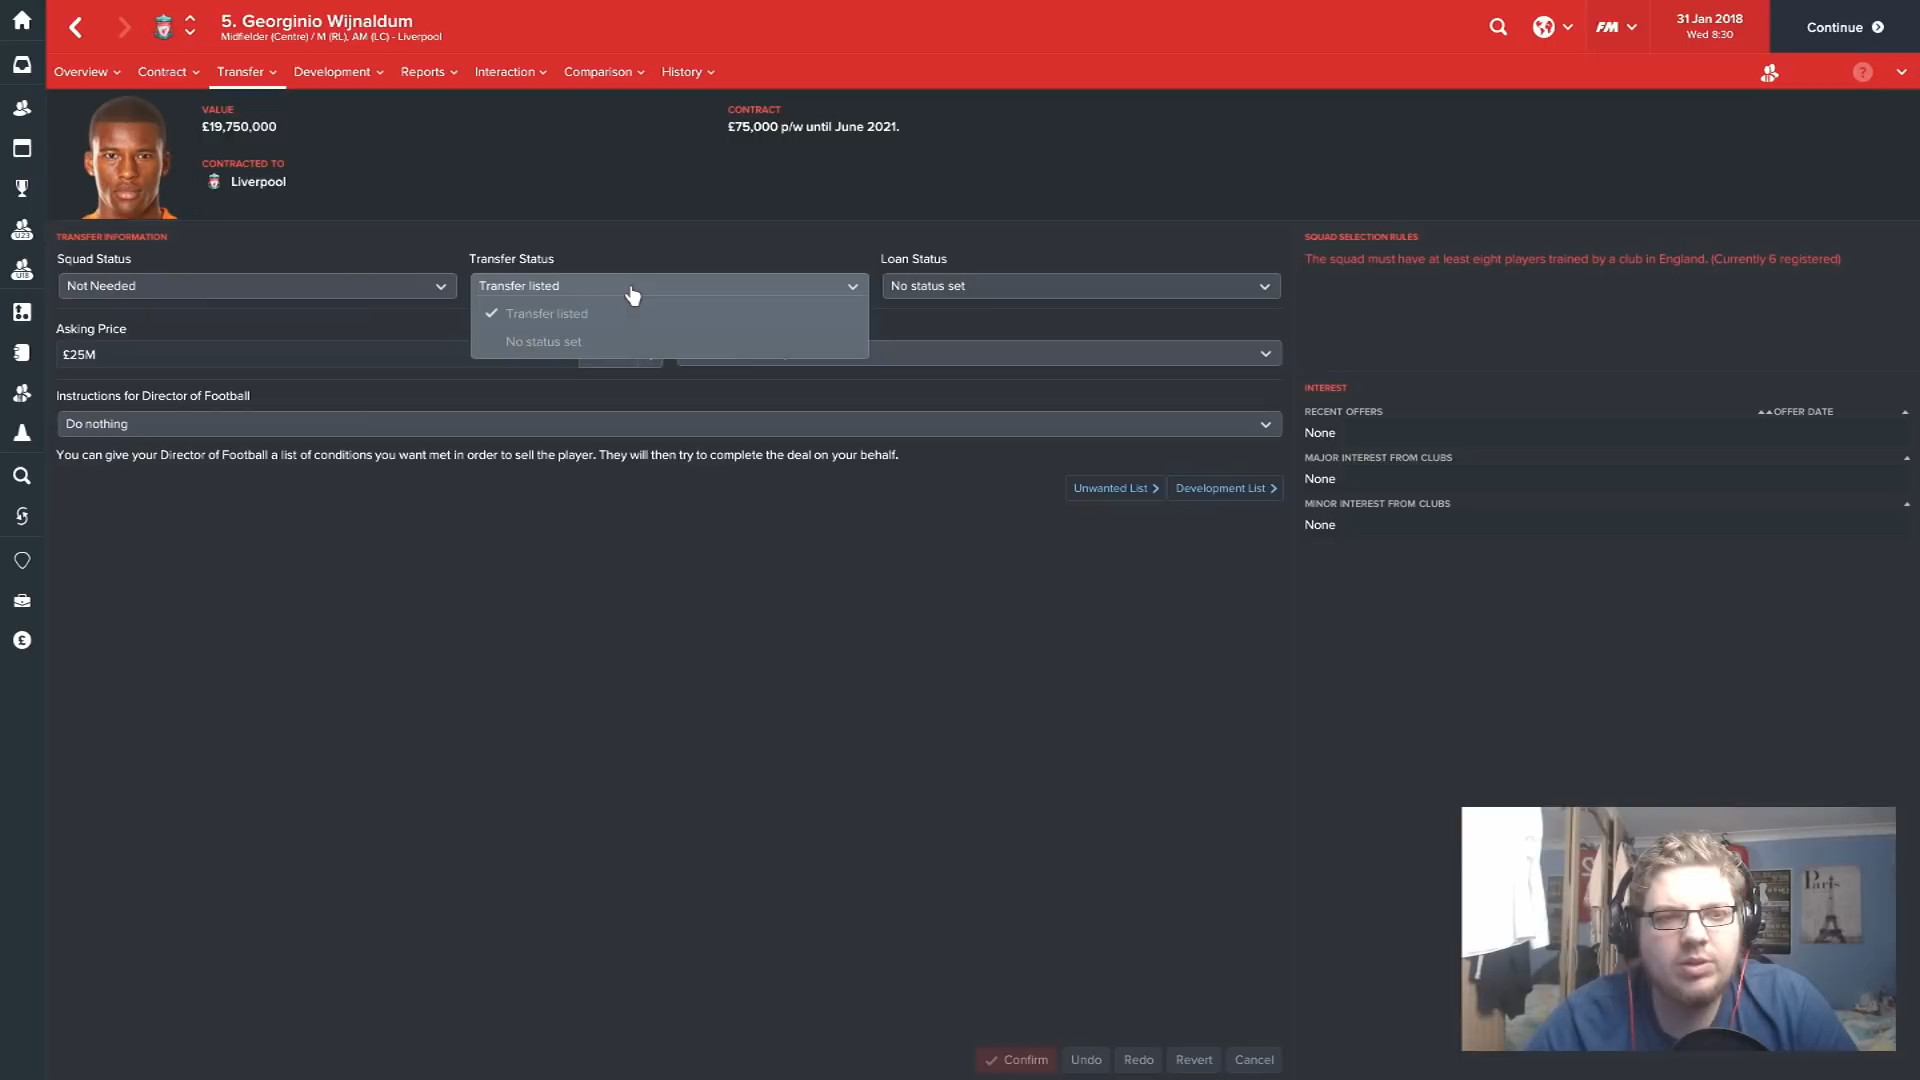 5. Georginio Wijnaldum
Midfielder (Centre) / M (RL), AM (LC) - Liverpool
FM
31 Jan 2018
Wed 8:30
Continue
Overview
Contract
Transfer
Development
Reports
Interaction
Comparison
History
?
VALUE
£19,750,000
CONTRACT
£75,000 p/w until June 2021.
CONTRACTED TO
Liverpool
U23
U18
£
TRANSFER INFORMATION
Squad Status
Transfer Status
Loan Status
Not Needed
Transfer listed
No status set
Transfer listed
No status set
Asking Price
£25M
Instructions for Director of Football
Do nothing
You can give your Director of Football a list of conditions you want met in order to sell the player. They will then try to complete the deal on your behalf.
Unwanted List
Development List
SQUAD SELECTION RULES
The squad must have at least eight players trained by a club in England. (Currently 6 registered)
INTEREST
RECENT OFFERS
OFFER DATE
None
MAJOR INTEREST FROM CLUBS
None
MINOR INTEREST FROM CLUBS
None
Paris
Confirm
Undo
Redo
Revert
Cancel